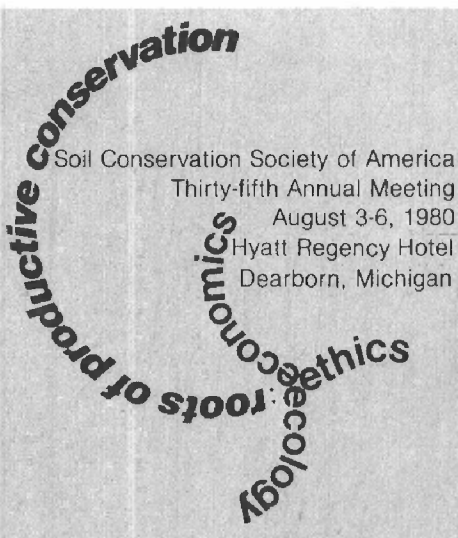 Soil Conservation Society of America
Thirty-fifth Annual Meeting
August 3-6, 1980
Hyatt Regency Hotel
Dearborn, Michigan
roots of productive conservation
:economics
ethics
ecology